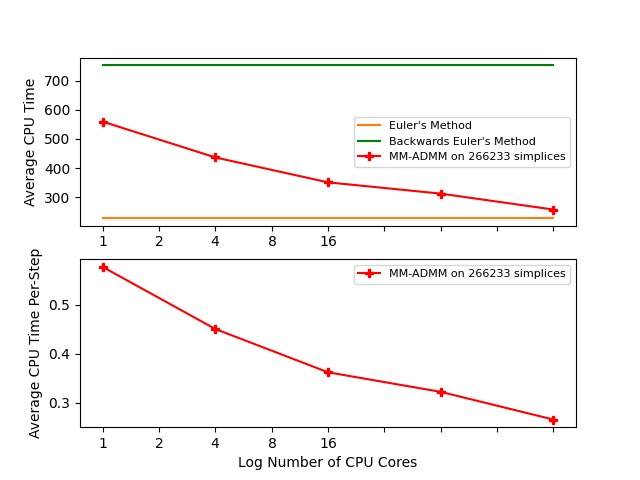 Average CPU Time
700
600
500
400
300
Euler's Method
Backwards Euler's Method
MM-ADMM on 266233 simplices
1 2 4 8 16
Average CPU Time Per-Step
0.5
0.4
0.3
MM-ADMM on 266233 simplices
1 2 4 8 16
Log Number of CPU Cores